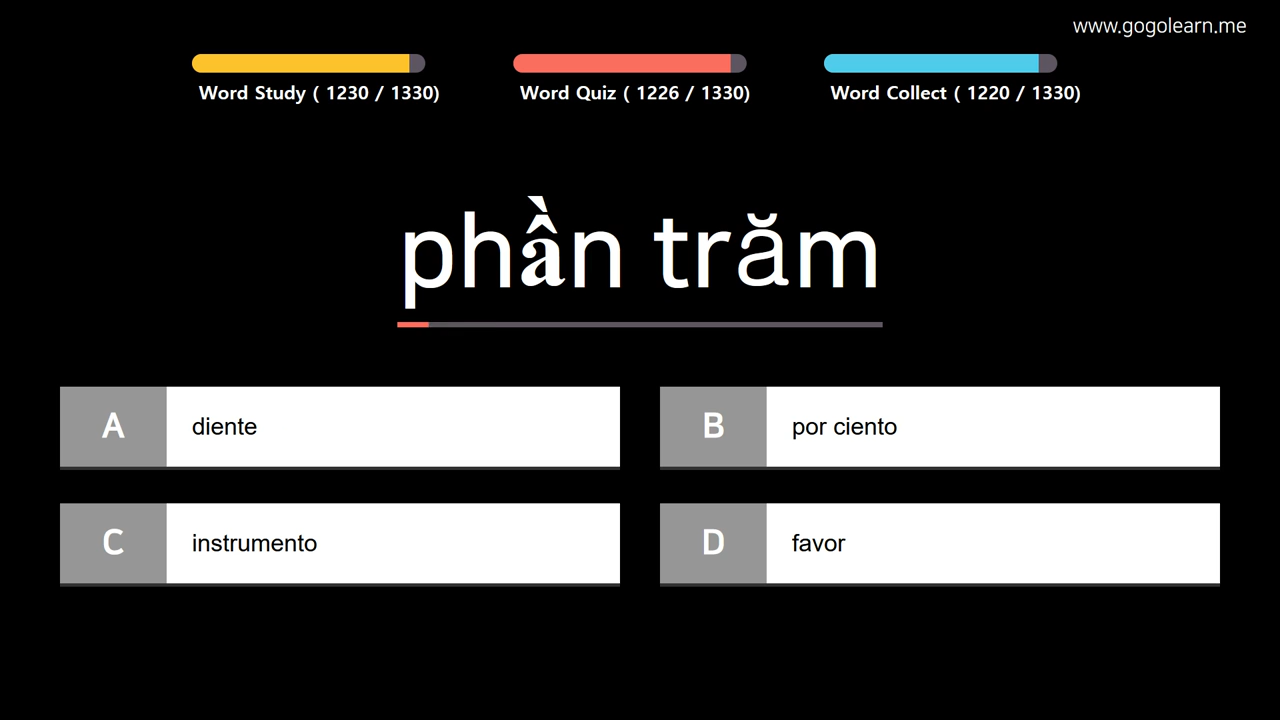 www.gogolearn.me
Word Study ( 1230 / 1330)
Word Quiz ( 1226 / 1330)
Word Collect ( 1220 / 1330)
phần trăm
A diente
B por ciento
C instrumento
D favor